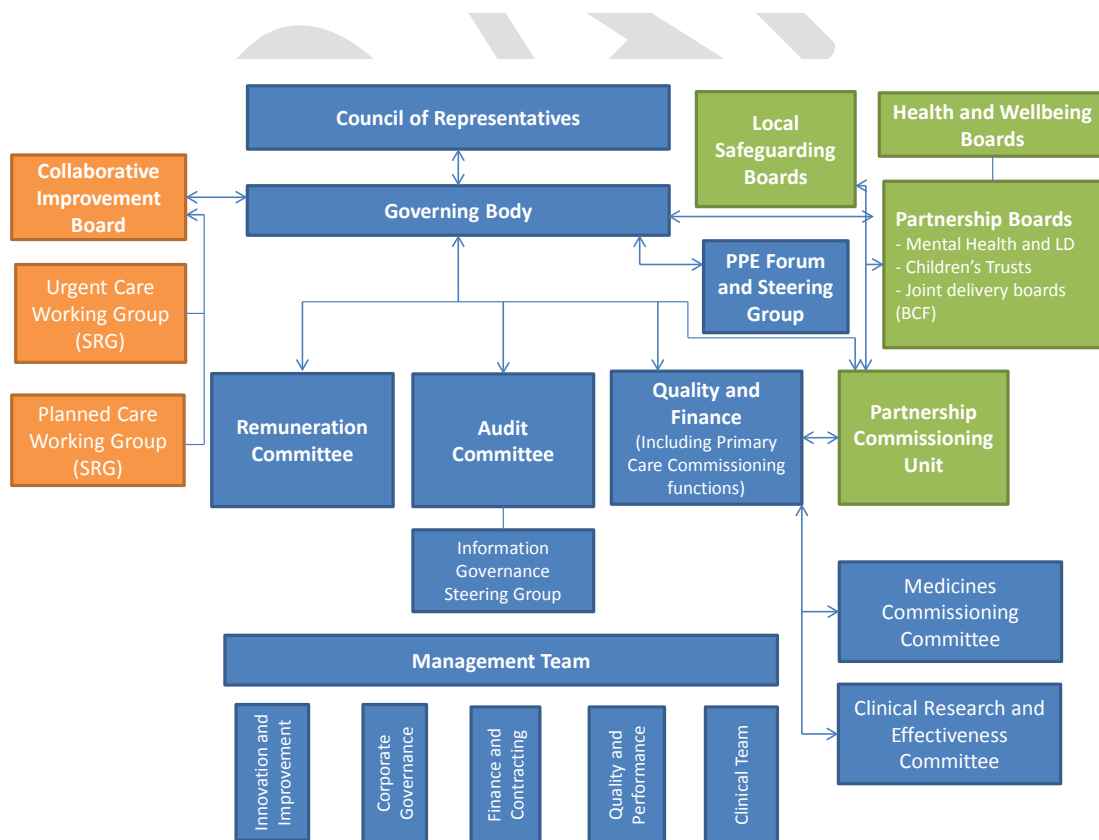 Council of Representatives
Local
Safeguarding
Boards
Health and Wellbeing
Boards
Collaborative
Improvement
Board
Governing Body
Partnership Boards
- Mental Health and LD
- Children’s Trusts
- Joint delivery boards
(BCF)
PPE Forum
and Steering
Group
Urgent Care
Working Group
(SRG)
Planned Care
Working Group
(SRG)
Remuneration
Committee
Audit
Committee
Quality and
Finance
(Including Primary
Care Commissioning
functions)
Partnership
Commissioning
Unit
Information
Governance
Steering Group
Medicines
Commissioning
Committee
Management Team
Clinical Research and
Effectiveness
Committee
Innovation and
Improvement
Corporate
Governance
Finance and
Contracting
Quality and
Performance
Clinical Team